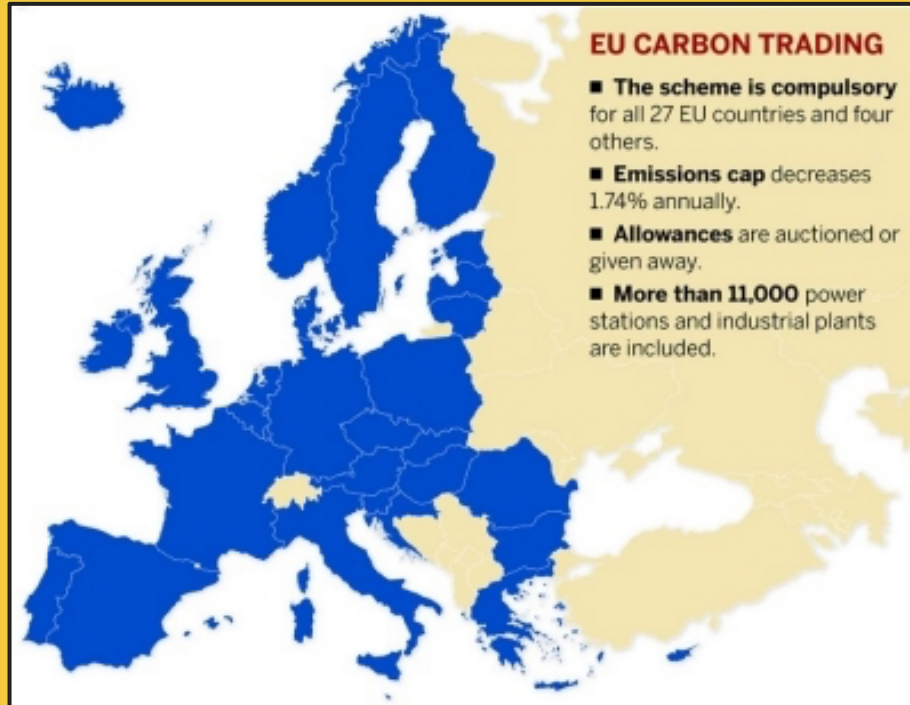 EU CARBON TRADING
■ The scheme is compulsory
for all 27 EU countries and four
others.
■ Emissions cap decreases
1.74% annually.
■ Allowances are auctioned or
given away.
■ More than 11,000 power
stations and industrial plants
are included.